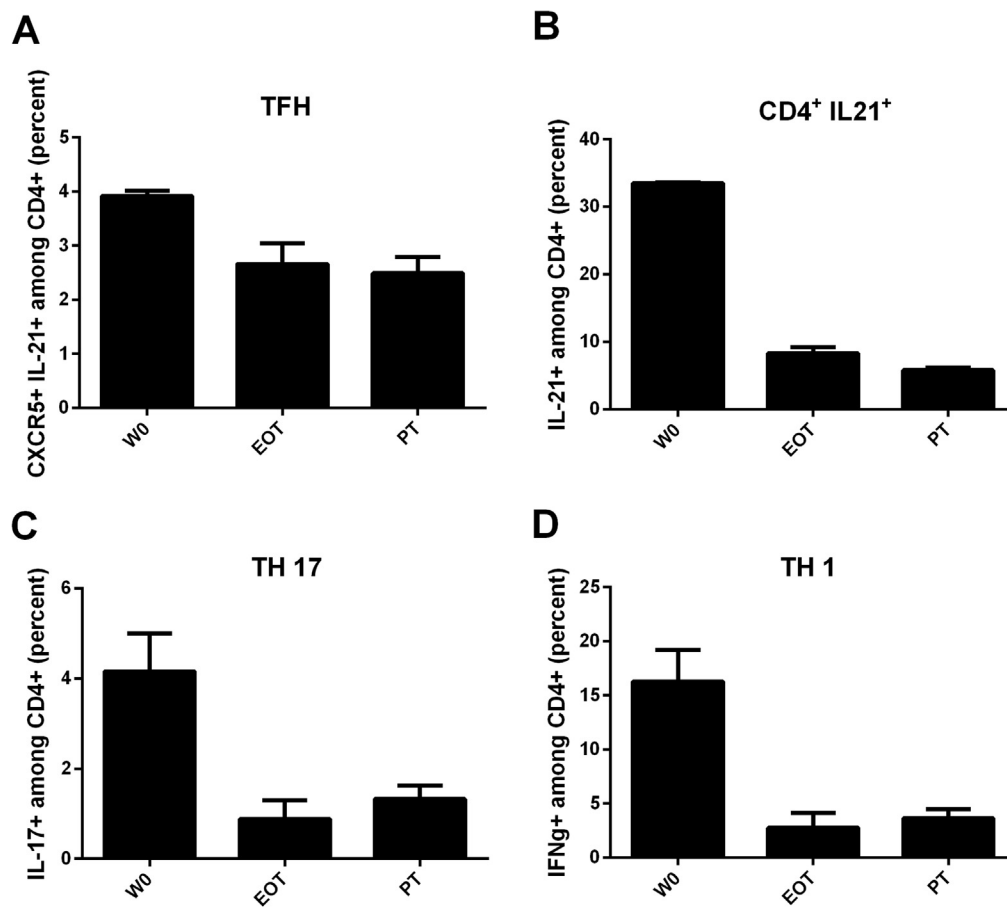 A
TFH
CXCR5+ IL-21+ among CD4+ (percent)
5
4
3
2
1
0
W0
EOT
PT
B
CD4⁺ IL21⁺
IL-21+ among CD4+ (percent)
40
30
20
10
0
W0
EOT
PT
C
TH 17
IL-17+ among CD4+ (percent)
6
4
2
0
W0
EOT
PT
D
TH 1
IFNg+ among CD4+ (percent)
25
20
15
10
5
0
W0
EOT
PT